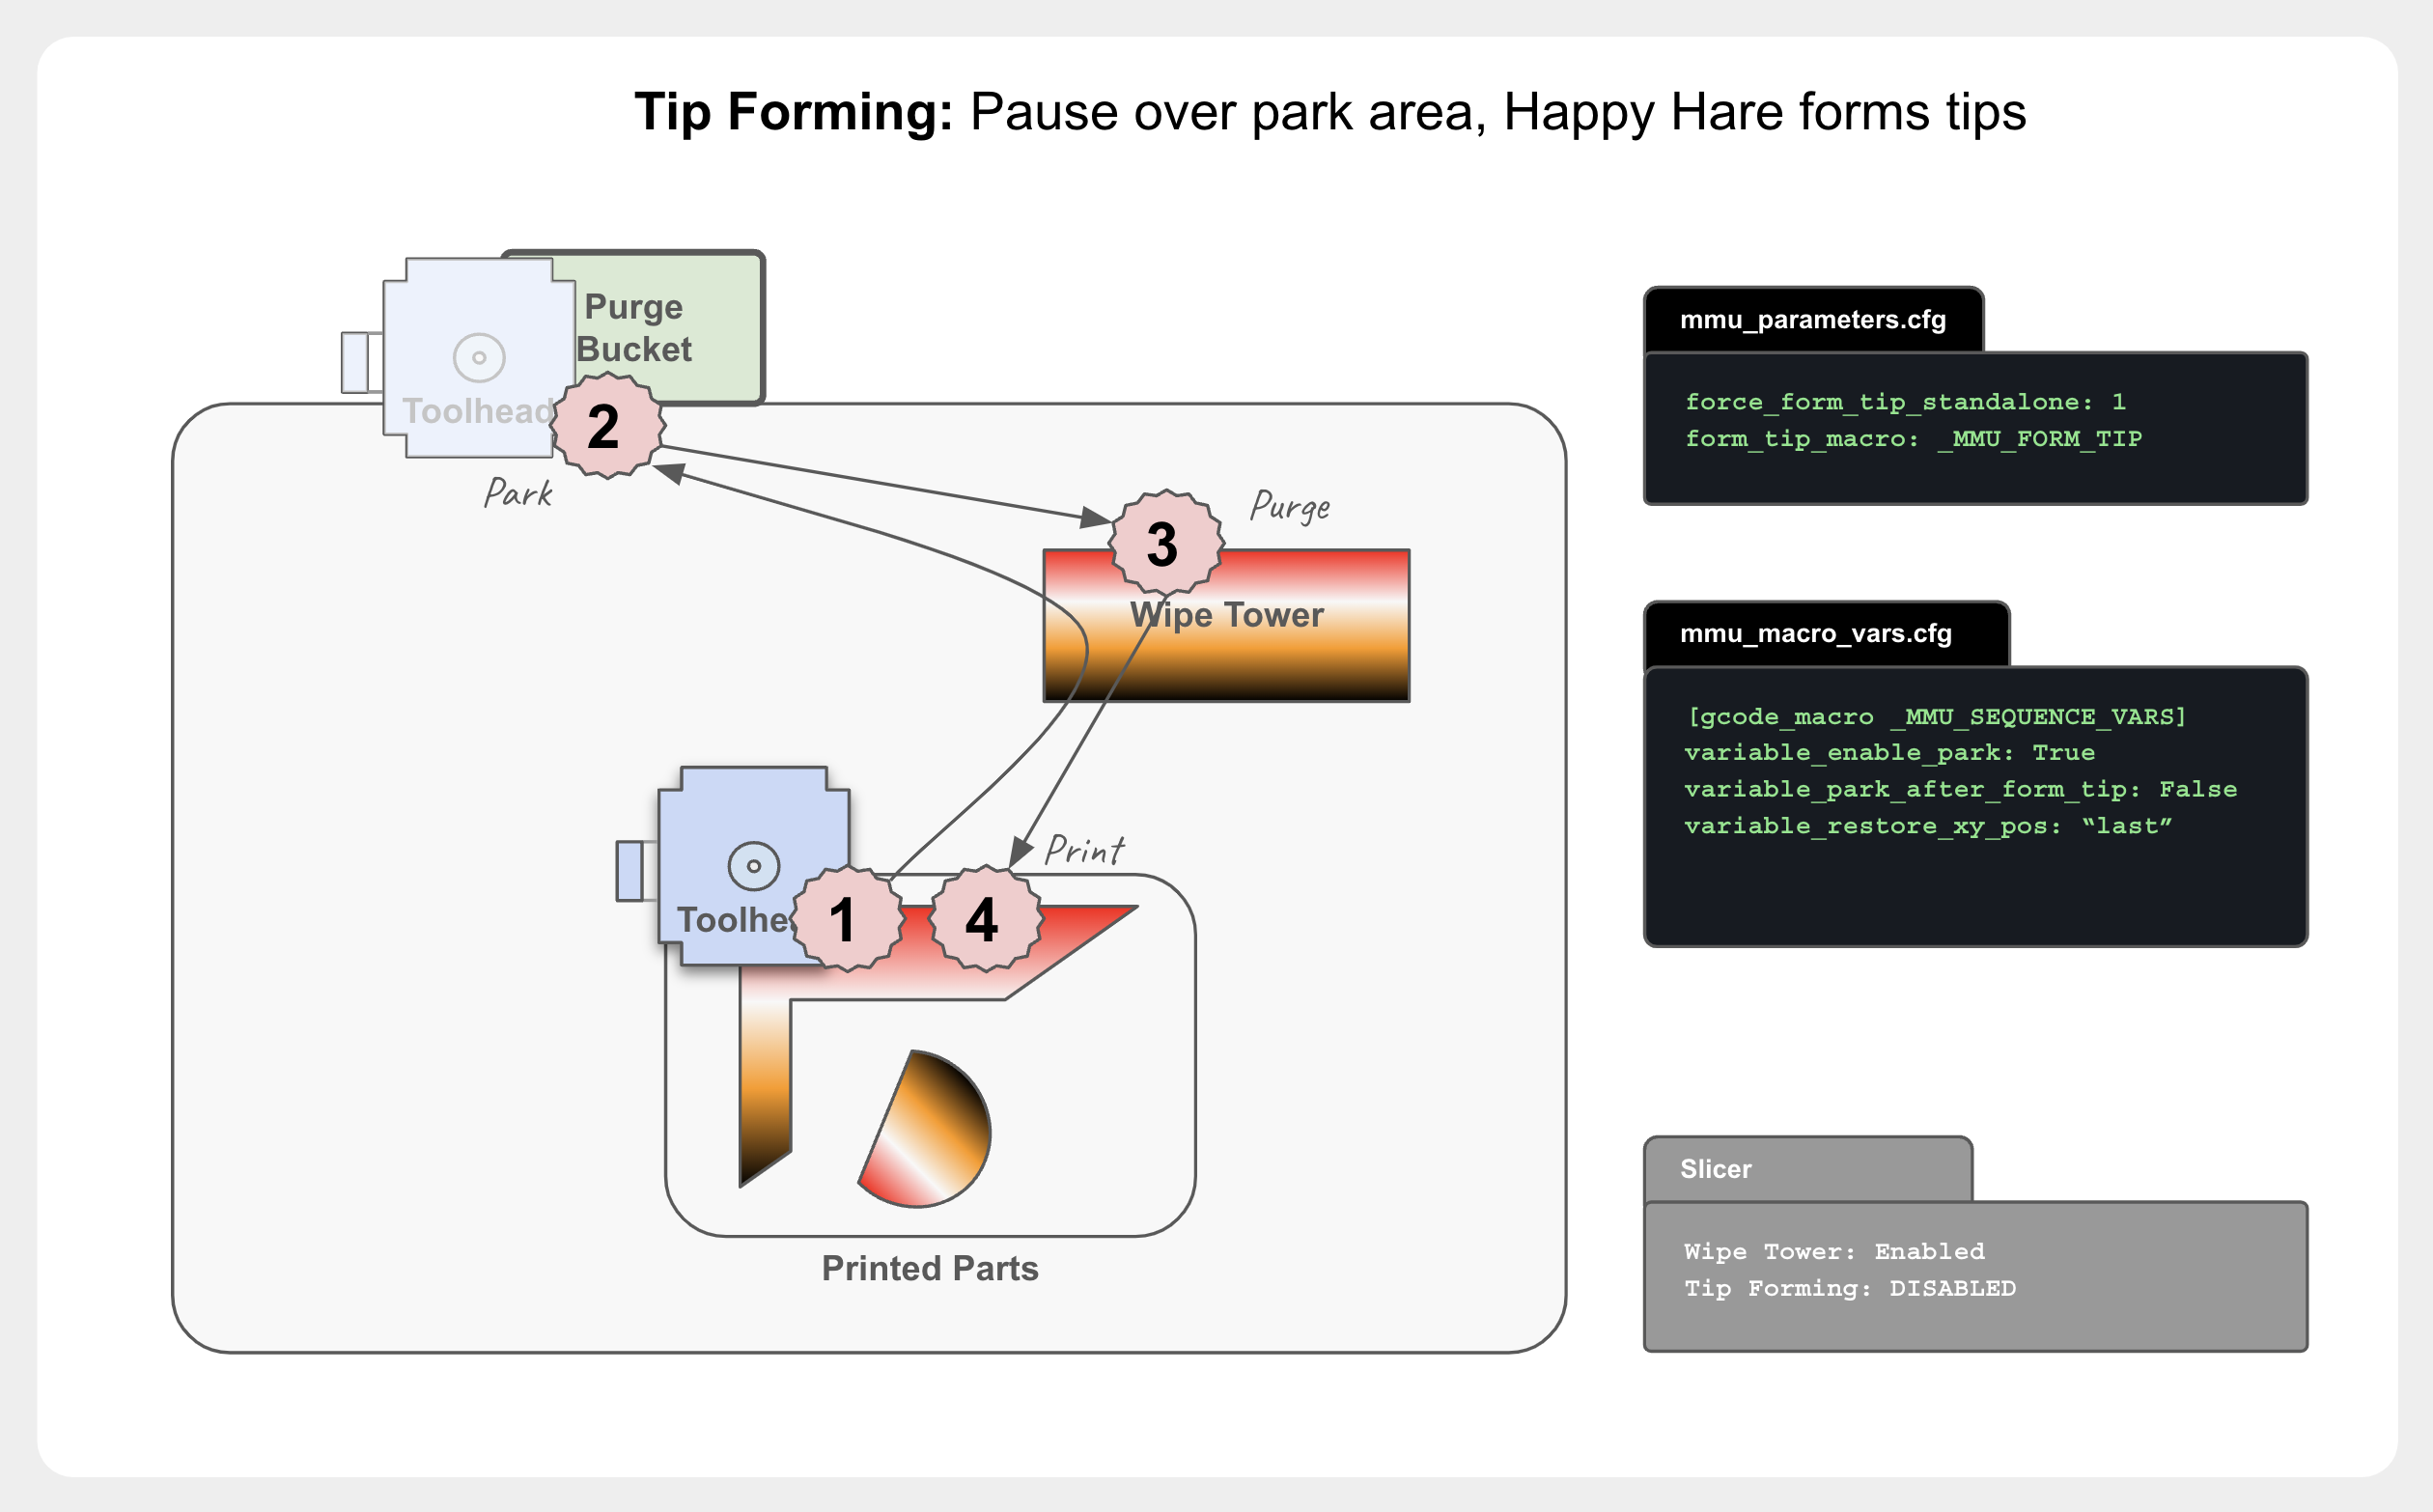 Tip Forming: Pause over park area, Happy Hare forms tips
Purge
Bucket
Toolhead
2
Park
3
Purge
Wipe Tower
Toolhea
1
4
Print
Printed Parts
mmu_parameters.cfg
force_form_tip_standalone: 1
form_tip_macro: _MMU_FORM_TIP
mmu_macro_vars.cfg
[gcode_macro _MMU_SEQUENCE_VARS]
variable_enable_park: True
variable_park_after_form_tip: False
variable_restore_xy_pos: “last”
Slicer
Wipe Tower: Enabled
Tip Forming: DISABLED